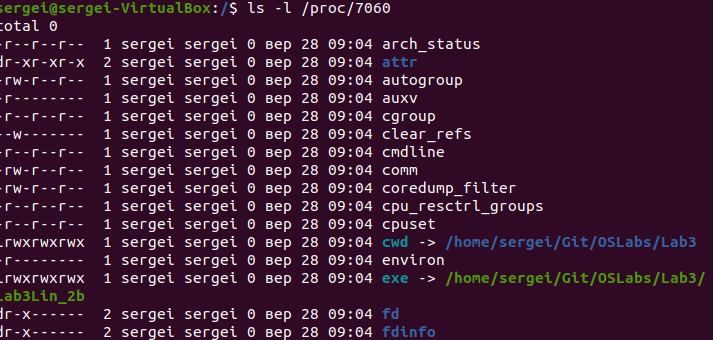 sergei@sergei-VirtualBox:/$ ls -l /proc/7060
total 0
-r--r--r-- 1 sergei sergei 0 вер 28 09:04 arch_status
dr-xr-xr-x 2 sergei sergei 0 вер 28 09:04 attr
-rw-r--r-- 1 sergei sergei 0 вер 28 09:04 autogroup
-r-------- 1 sergei sergei 0 вер 28 09:04 auxv
-r--r--r-- 1 sergei sergei 0 вер 28 09:04 cgroup
--w------- 1 sergei sergei 0 вер 28 09:04 clear_refs
-r--r--r-- 1 sergei sergei 0 вер 28 09:04 cmdline
-rw-r--r-- 1 sergei sergei 0 вер 28 09:04 comm
-rw-r--r-- 1 sergei sergei 0 вер 28 09:04 coredump_filter
-r--r--r-- 1 sergei sergei 0 вер 28 09:04 cpu_resctrl_groups
-r--r--r-- 1 sergei sergei 0 вер 28 09:04 cpuset
lrwxrwxrwx 1 sergei sergei 0 вер 28 09:04 cwd -> /home/sergei/Git/OSLabs/Lab3
-r-------- 1 sergei sergei 0 вер 28 09:04 environ
lrwxrwxrwx 1 sergei sergei 0 вер 28 09:04 exe -> /home/sergei/Git/OSLabs/Lab3/
Lab3Lin_2b
dr-x------ 2 sergei sergei 0 вер 28 09:04 fd
dr-x------ 2 sergei sergei 0 вер 28 09:04 fdinfo